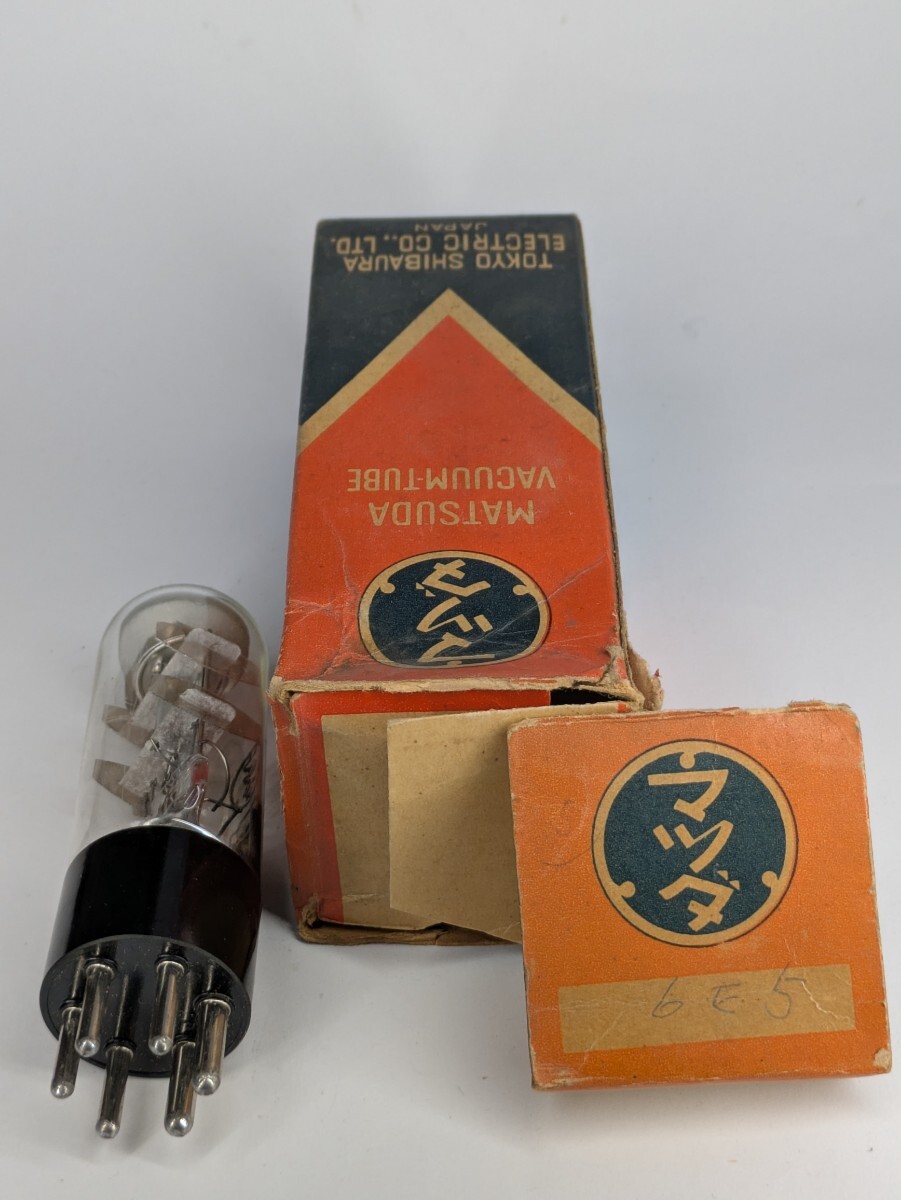 TOKYO SHIBAURA
ELECTRIC CO., LTD.
JAPAN
MATSUDA
VACUUM-TUBE
マツダ
マツダ
6E5